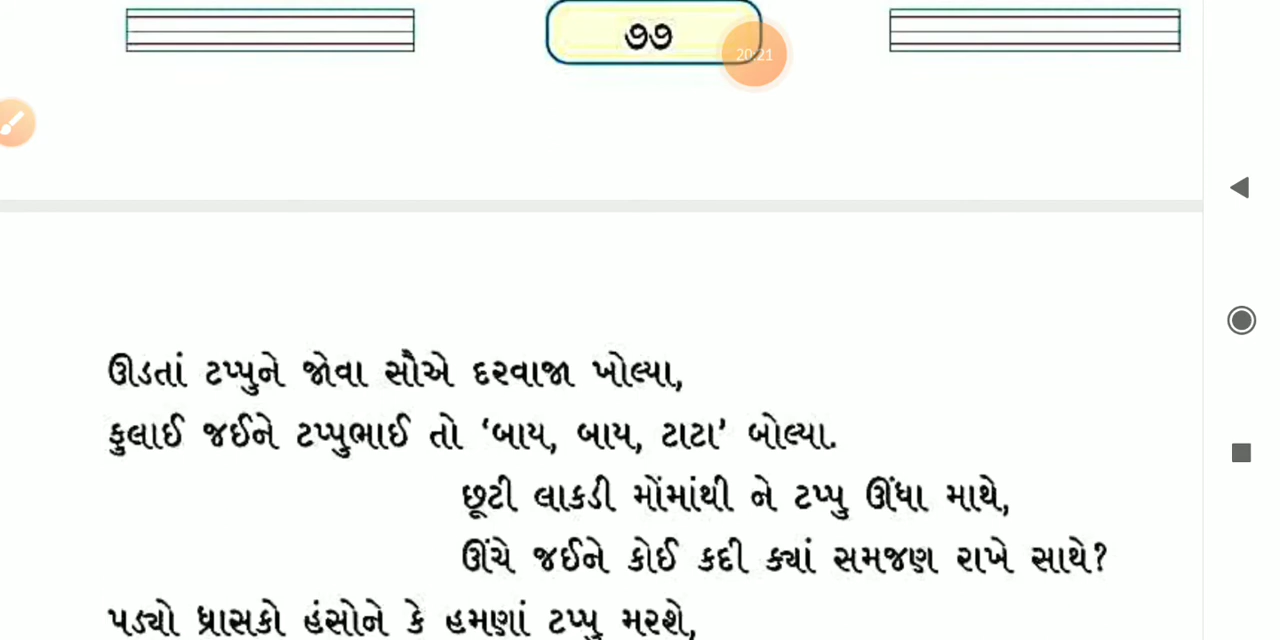 ૭૭
20:21
ઊડતાં ટપ્પુને જોવા સૌએ દરવાજા ખોલ્યા,
ફુલાઈ જઈને ટપ્પુભાઈ તો ‘બાય, બાય, ટાટા’ બોલ્યા.
છૂટી લાકડી મોંમાંથી ને ટપ્પુ ઊંધા માથે,
ઊંચે જઈને કોઈ કદી ક્યાં સમજણ રાખે સાથે?
પડ્યો ધ્રાસકો હંસોને કે હમણાં ટપ્પુ મરશે,